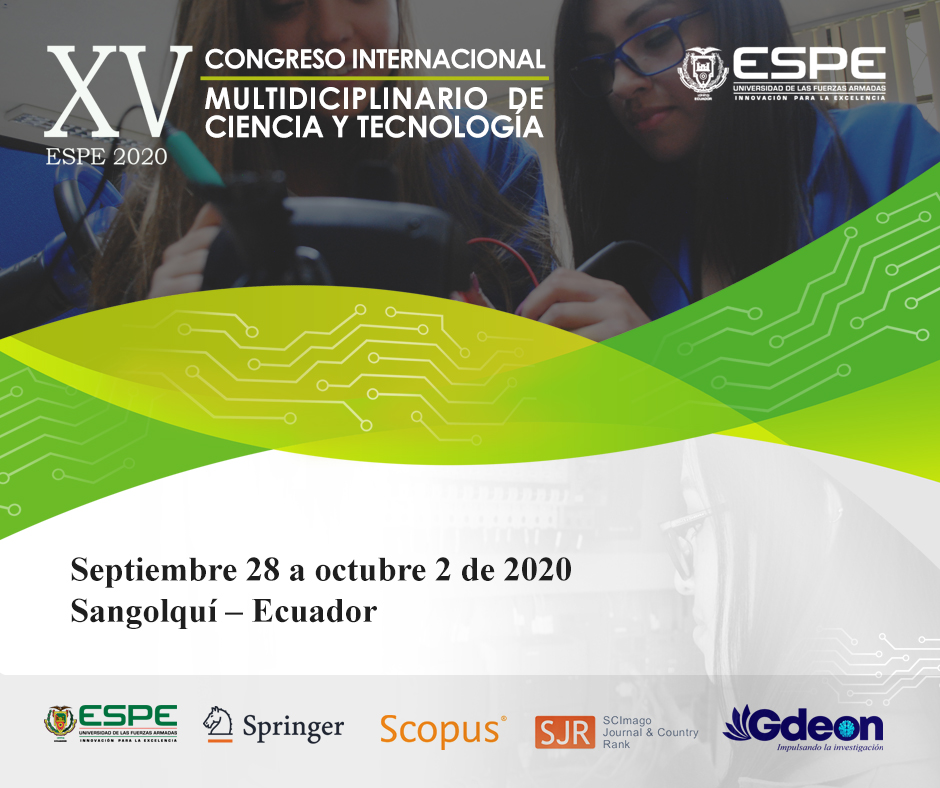 XV
CONGRESO INTERNACIONAL
MULTIDICIPLINARIO DE
CIENCIA Y TECNOLOGÍA
ESPE 2020
ESPE
UNIVERSIDAD DE LAS FUERZAS ARMADAS
INNOVACIÓN PARA LA EXCELENCIA
ECUADOR
Septiembre 28 a octubre 2 de 2020
Sangolquí – Ecuador
ESPE
UNIVERSIDAD DE LAS FUERZAS ARMADAS
INNOVACIÓN PARA LA EXCELENCIA
Springer
Scopus®
SJR
SCImago
Journal & Country
Rank
Gdeon
Impulsando la investigación